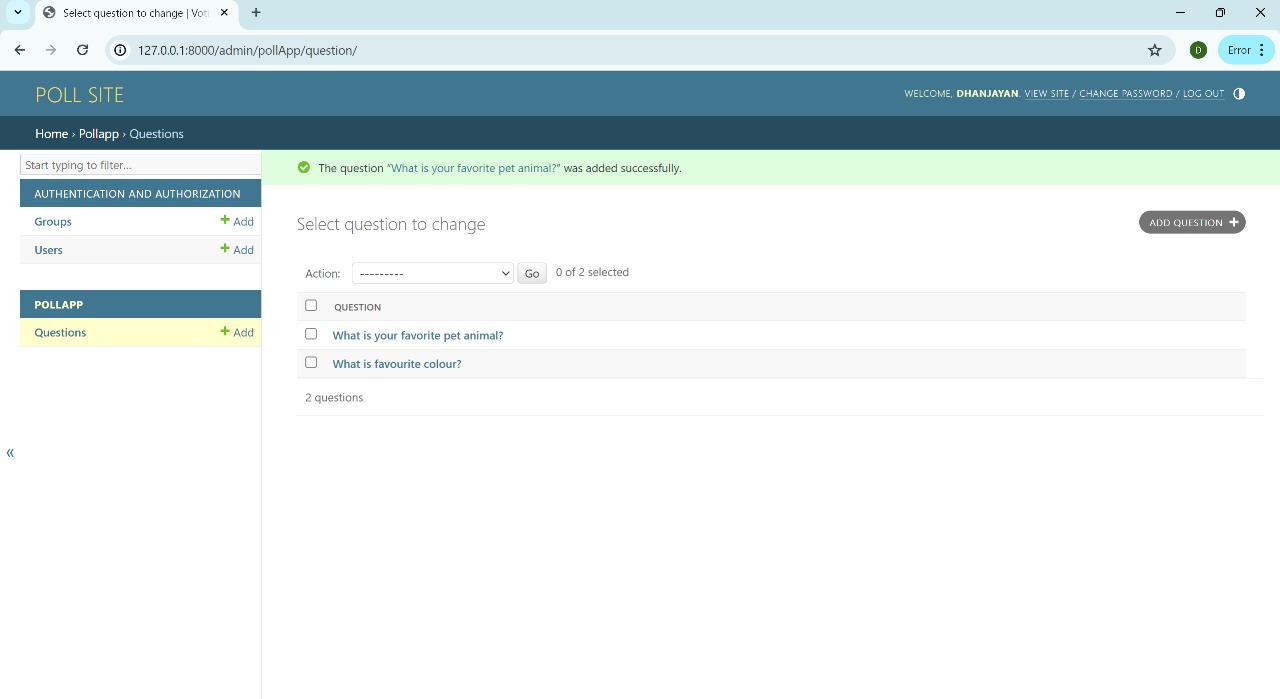 Select question to change | Voti
127.0.0.1:8000/admin/pollApp/question/
D
Error
POLL SITE
WELCOME, DHANJAYAN. VIEW SITE / CHANGE PASSWORD / LOG OUT
Home › Pollapp › Questions
Start typing to filter...
The question “What is your favorite pet animal?” was added successfully.
AUTHENTICATION AND AUTHORIZATION
Groups + Add
Users + Add
POLLAPP
Questions + Add
Select question to change
ADD QUESTION +
Action: --------- Go 0 of 2 selected
QUESTION
What is your favorite pet animal?
What is favourite colour?
2 questions
«